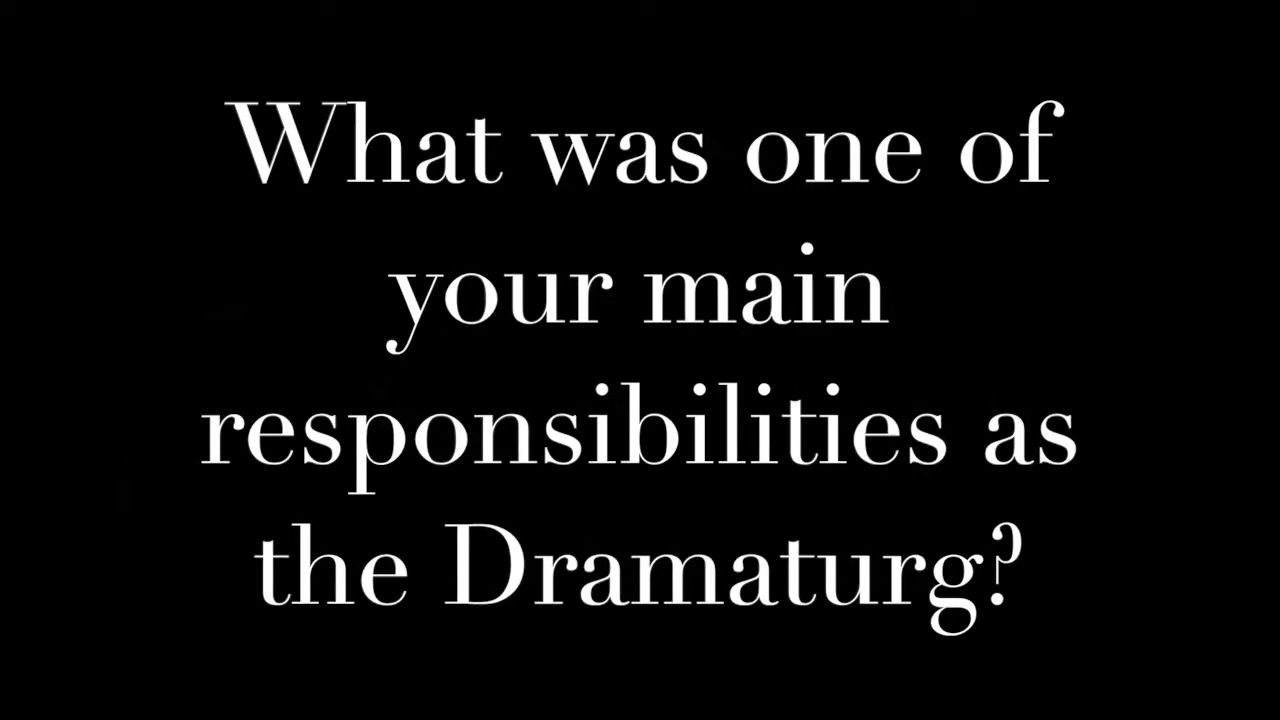 What was one of
your main
responsibilities as
the Dramaturg?